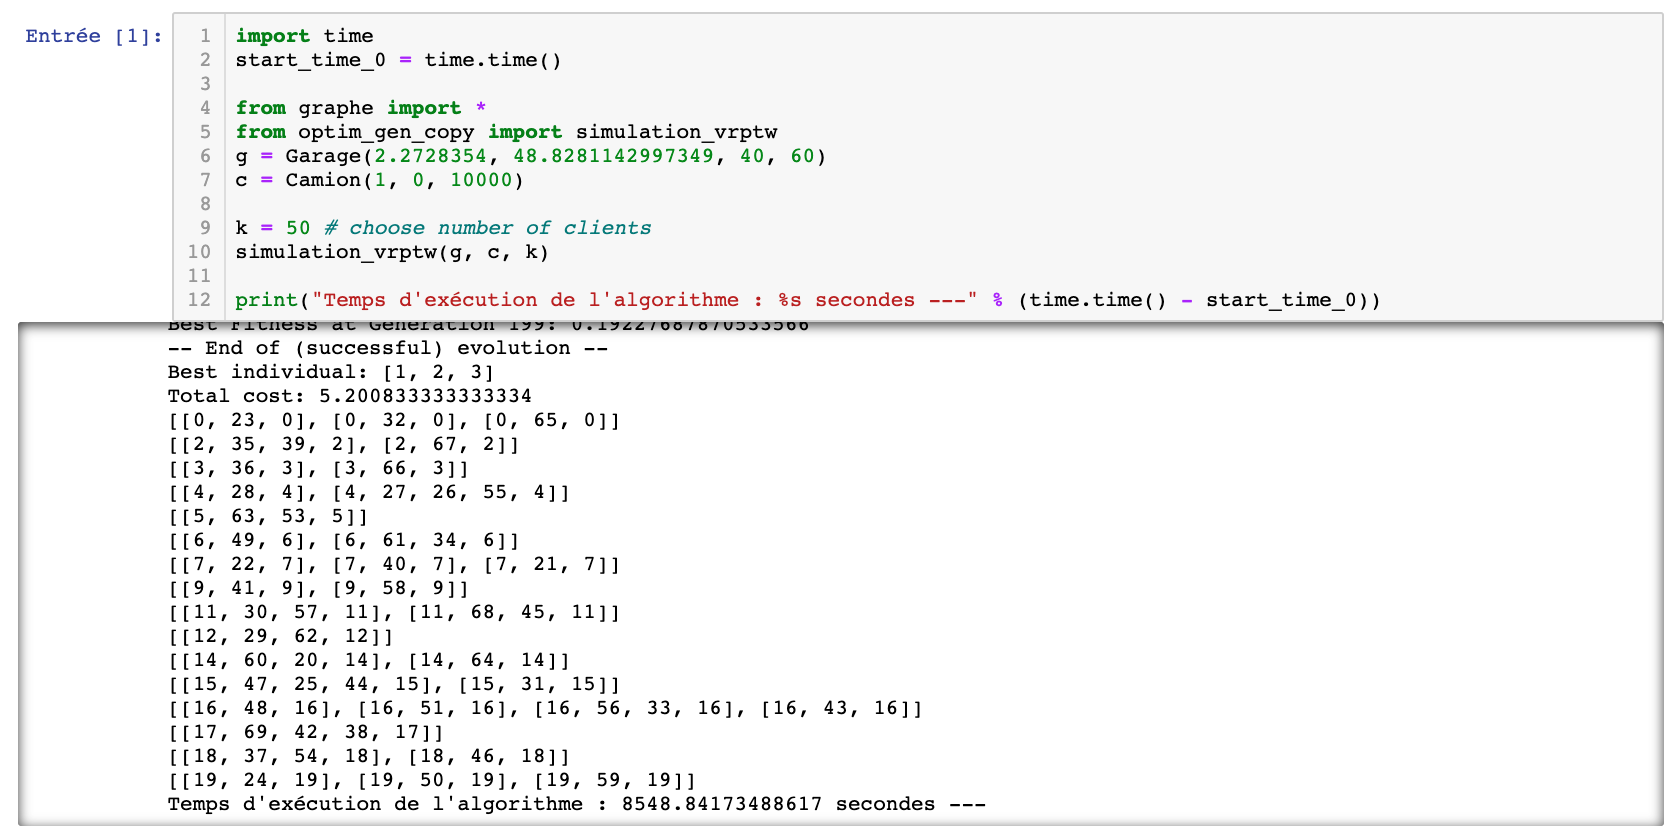 Entrée [1]:
1 import time
2 start_time_0 = time.time()
3
4 from graphe import *
5 from optim_gen_copy import simulation_vrptw
6 g = Garage(2.2728354, 48.8281142997349, 40, 60)
7 c = Camion(1, 0, 10000)
8
9 k = 50 # choose number of clients
10 simulation_vrptw(g, c, k)
11
12 print("Temps d'exécution de l'algorithme : %s secondes ---" % (time.time() - start_time_0))
Best Fitness at Generation 199: 0.19227687870533566
-- End of (successful) evolution --
Best individual: [1, 2, 3]
Total cost: 5.200833333333334
[[0, 23, 0], [0, 32, 0], [0, 65, 0]]
[[2, 35, 39, 2], [2, 67, 2]]
[[3, 36, 3], [3, 66, 3]]
[[4, 28, 4], [4, 27, 26, 55, 4]]
[[5, 63, 53, 5]]
[[6, 49, 6], [6, 61, 34, 6]]
[[7, 22, 7], [7, 40, 7], [7, 21, 7]]
[[9, 41, 9], [9, 58, 9]]
[[11, 30, 57, 11], [11, 68, 45, 11]]
[[12, 29, 62, 12]]
[[14, 60, 20, 14], [14, 64, 14]]
[[15, 47, 25, 44, 15], [15, 31, 15]]
[[16, 48, 16], [16, 51, 16], [16, 56, 33, 16], [16, 43, 16]]
[[17, 69, 42, 38, 17]]
[[18, 37, 54, 18], [18, 46, 18]]
[[19, 24, 19], [19, 50, 19], [19, 59, 19]]
Temps d'exécution de l'algorithme : 8548.84173488617 secondes ---